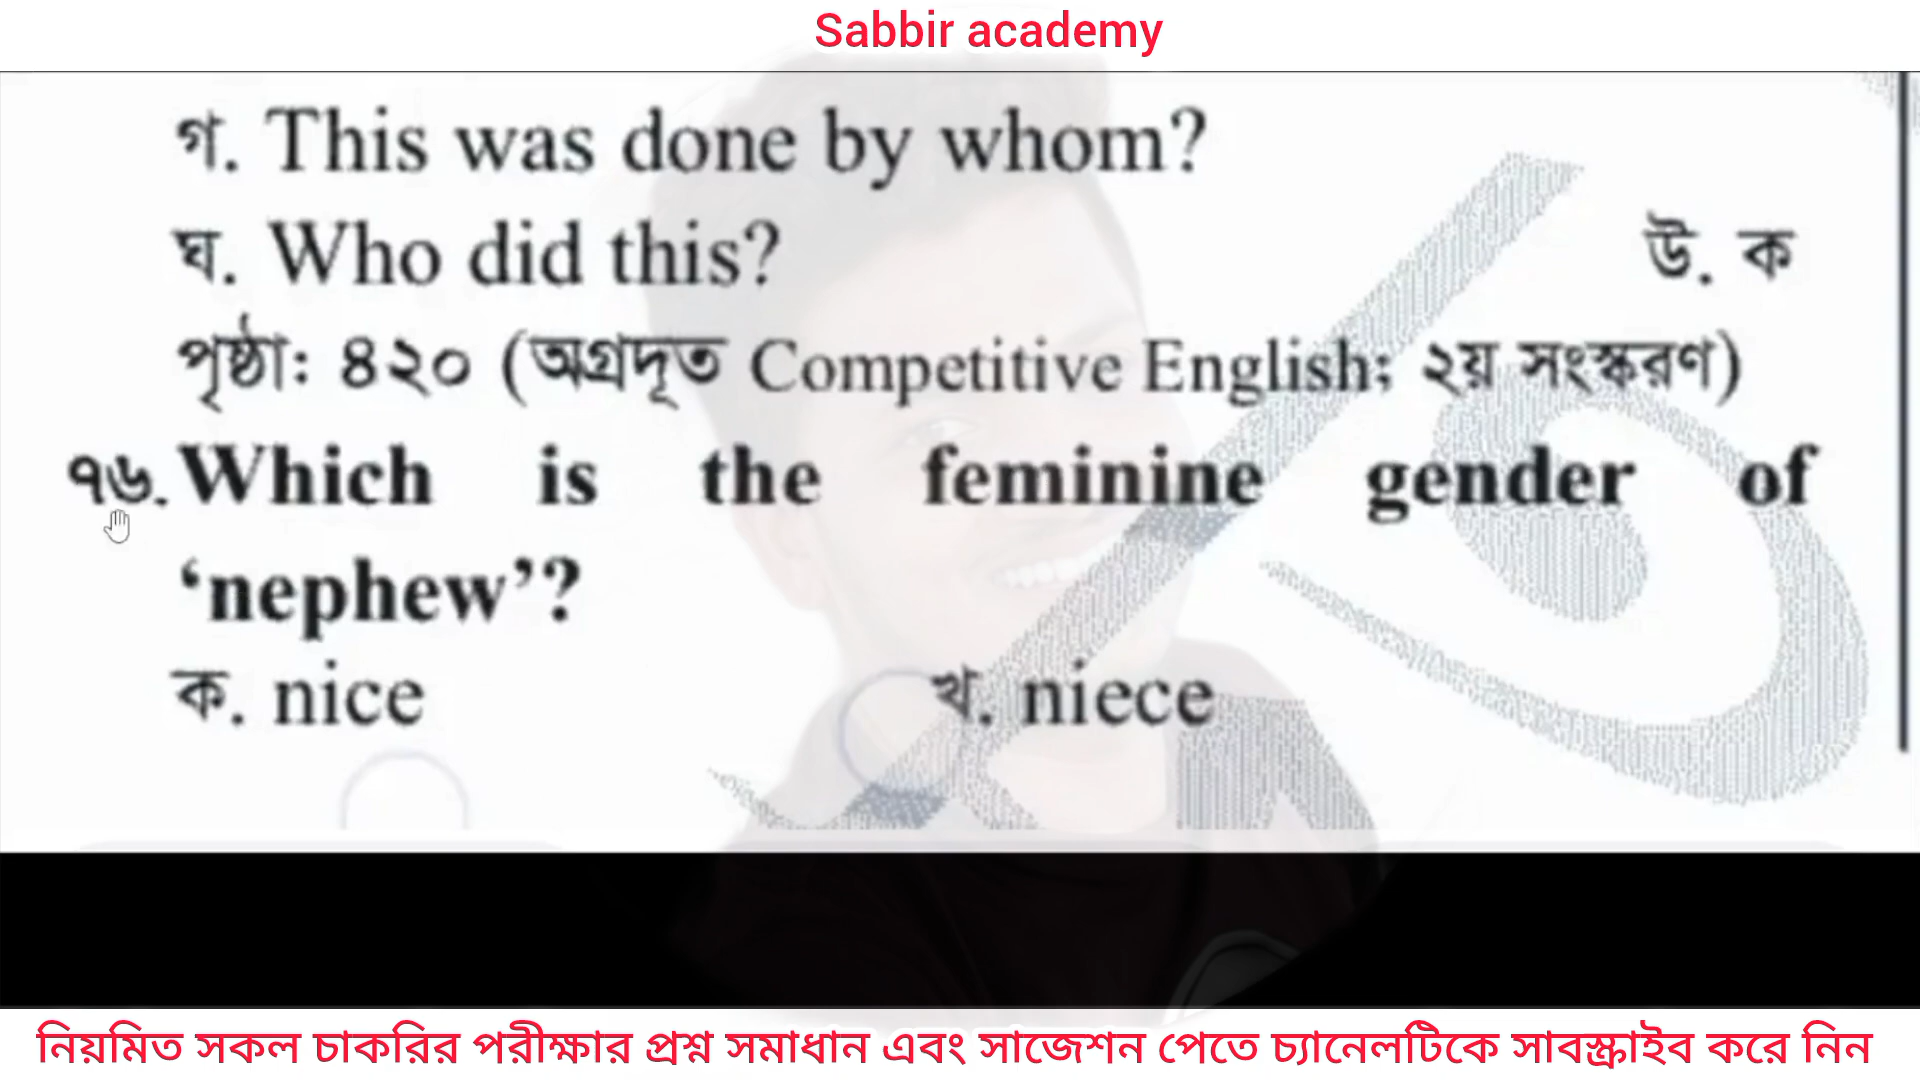 Sabbir academy
গ. This was done by whom?
ঘ. Who did this? উ. ক
পৃষ্ঠা: ৪২০ (অগ্রদূত Competitive English; ২য় সংস্করণ)
৭৬. Which is the feminine gender of
‘nephew’?
ক. nice খ. niece
নিয়মিত সকল চাকরির পরীক্ষার প্রশ্ন সমাধান এবং সাজেশন পেতে চ্যানেলটিকে সাবস্ক্রাইব করে নিন